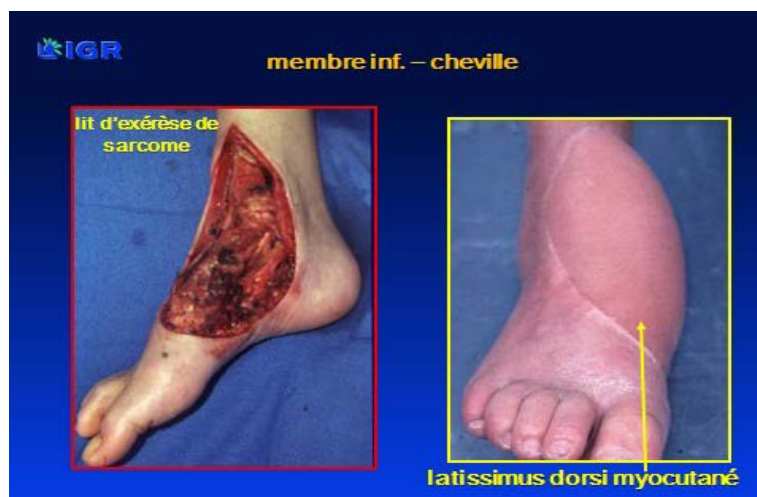 IGR
membre inf. – cheville
lit d'exérèse de
sarcome
latissimus dorsi myocutané